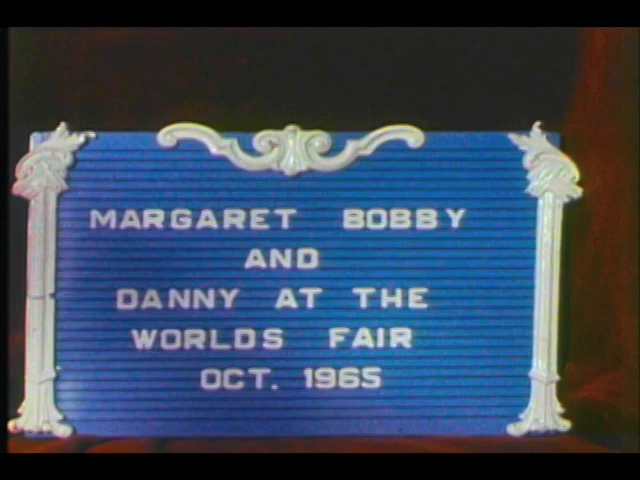 MARGARET BOBBY
AND
DANNY AT THE
WORLDS FAIR
OCT. 1965